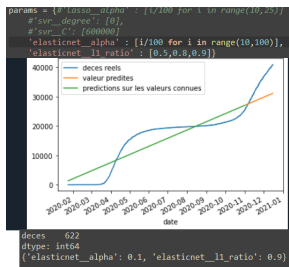 params = {# 'lasso__alpha' : [i/100 for i in range(10,25)]
#'svr__degree': [0],
#'svr__C': [600000]
'elasticnet__alpha' : [i/100 for i in range(10,100)],
'elasticnet__l1_ratio' : [0.5,0.8,0.9]}
deces reels
valeur predites
predictions sur les valeurs connues
40000
30000
20000
10000
0
2020-02 2020-03 2020-04 2020-05 2020-06 2020-07 2020-08 2020-09 2020-10 2020-11 2020-12 2021-01
date
deces    622
dtype: int64
{'elasticnet__alpha': 0.1, 'elasticnet__l1_ratio': 0.9}